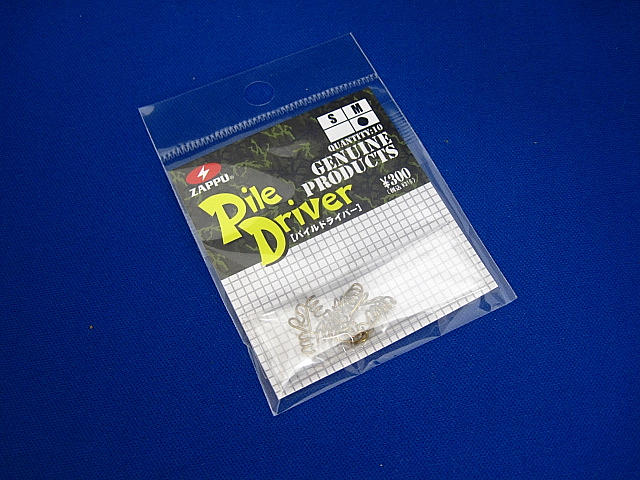 S M
QUANTITY:10
GENUINE
PRODUCTS
¥300
ZAPPU®
Pile
Driver
[パイルドライバー]